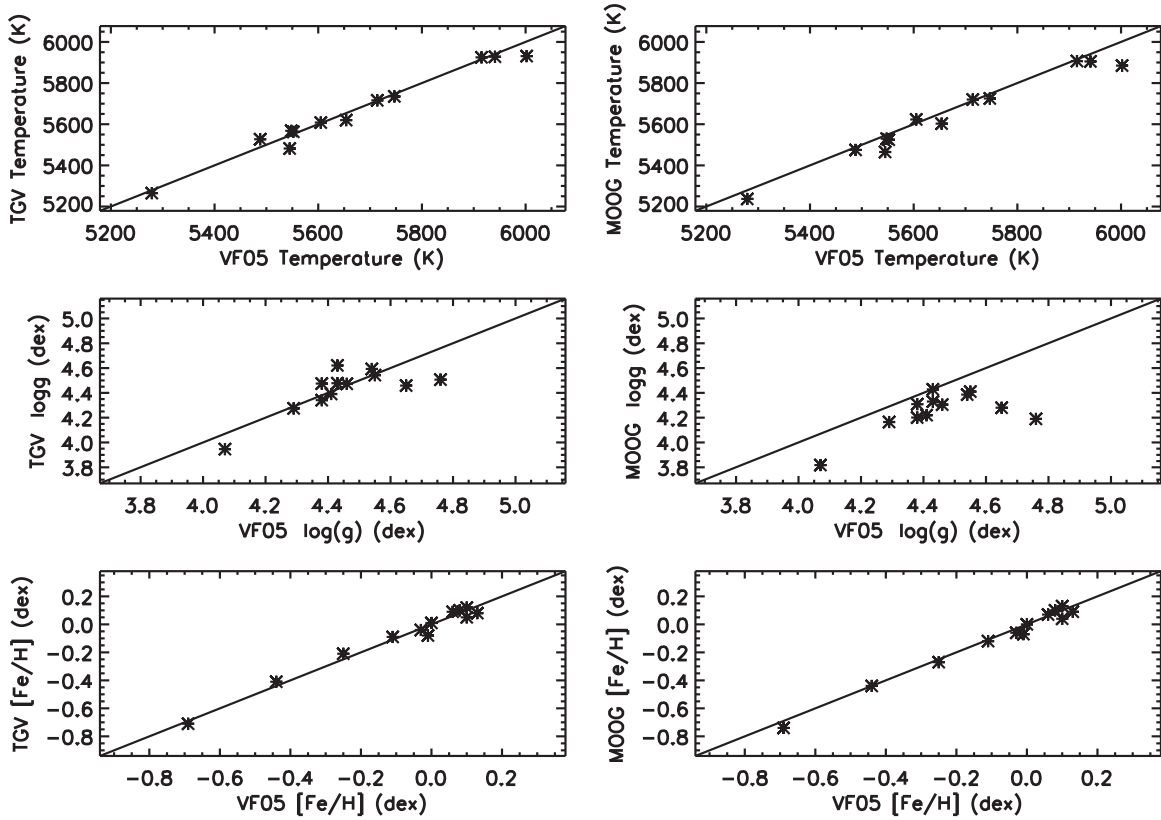 TGV Temperature (K)
6000
5800
5600
5400
5200
5200 5400 5600 5800 6000
VF05 Temperature (K)
MOOG Temperature (K)
6000
5800
5600
5400
5200
5200 5400 5600 5800 6000
VF05 Temperature (K)
TGV logg (dex)
5.0
4.8
4.6
4.4
4.2
4.0
3.8
3.8 4.0 4.2 4.4 4.6 4.8 5.0
VF05 log(g) (dex)
MOOG logg (dex)
5.0
4.8
4.6
4.4
4.2
4.0
3.8
3.8 4.0 4.2 4.4 4.6 4.8 5.0
VF05 log(g) (dex)
TGV [Fe/H] (dex)
0.2
0.0
−0.2
−0.4
−0.6
−0.8
−0.8 −0.6 −0.4 −0.2 0.0 0.2
VF05 [Fe/H] (dex)
MOOG [Fe/H] (dex)
0.2
0.0
−0.2
−0.4
−0.6
−0.8
−0.8 −0.6 −0.4 −0.2 0.0 0.2
VF05 [Fe/H] (dex)